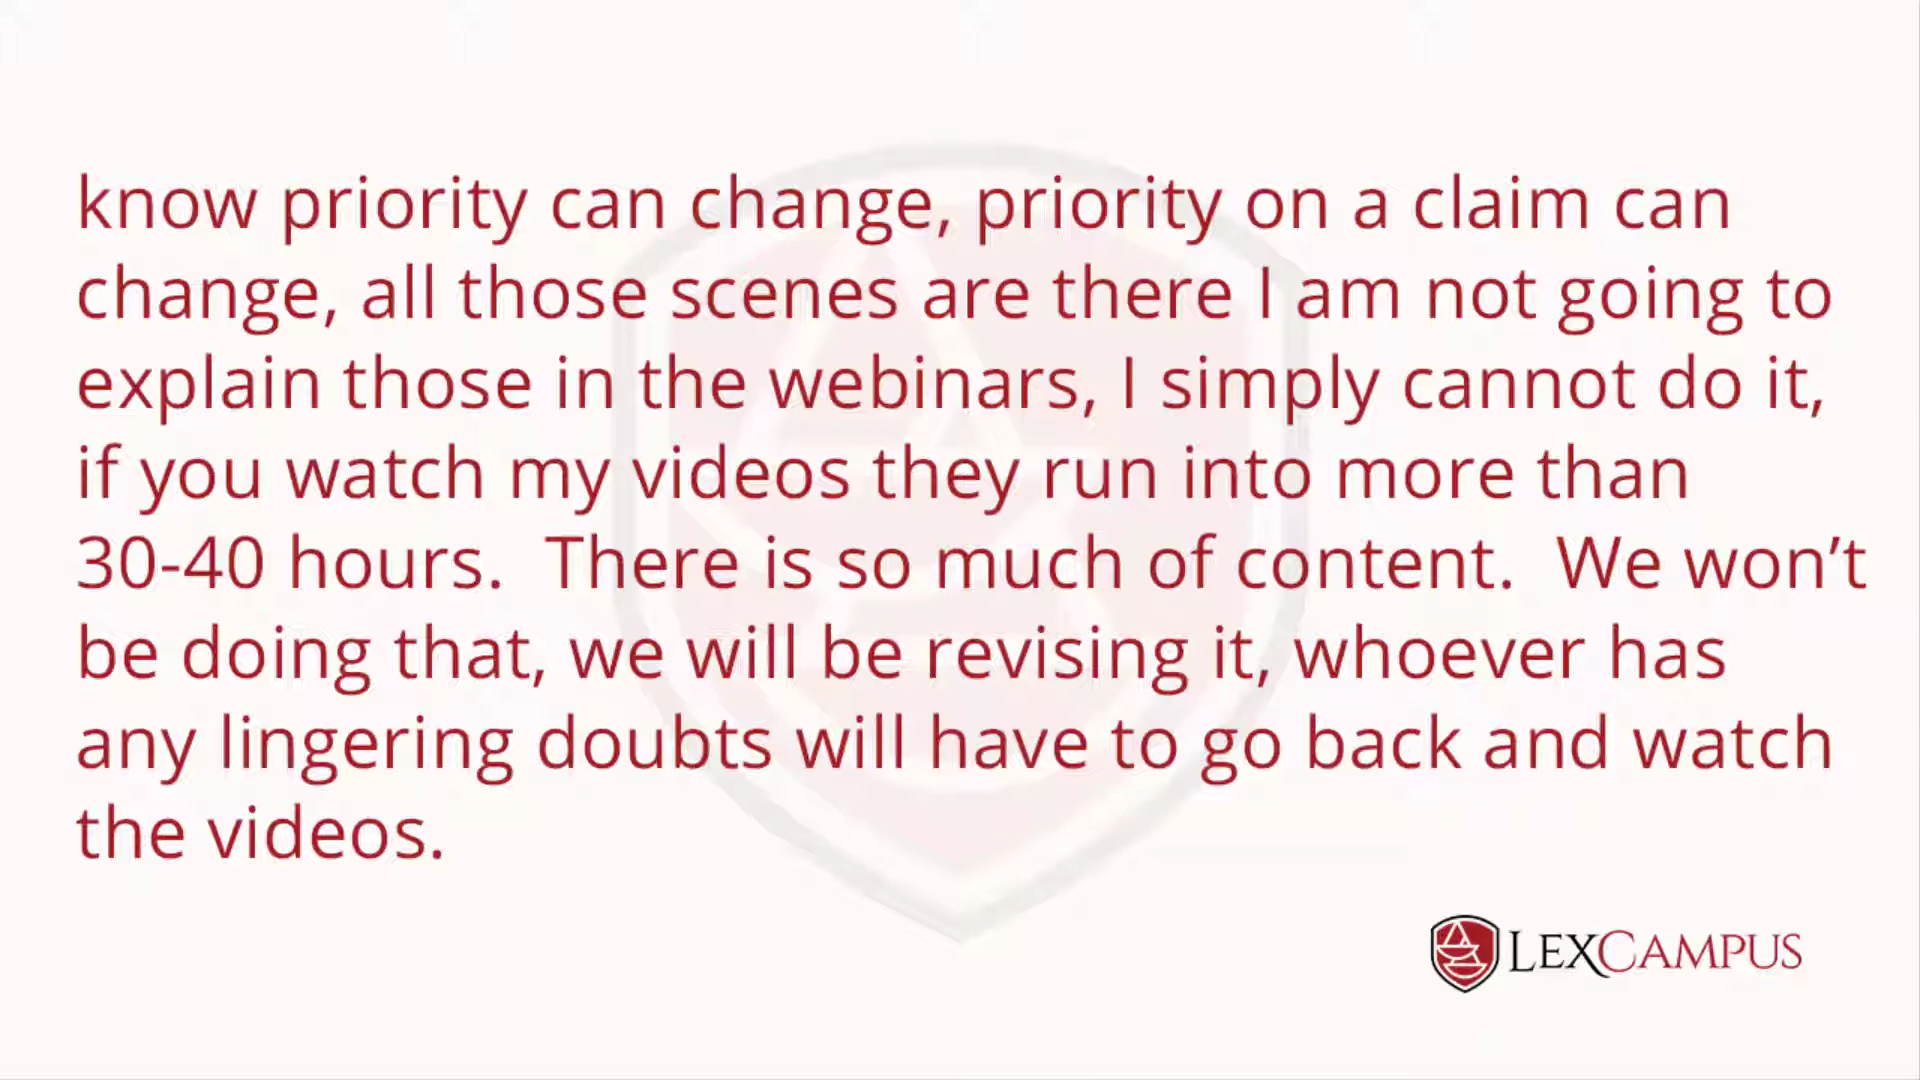 know priority can change, priority on a claim can
change, all those scenes are there I am not going to
explain those in the webinars, I simply cannot do it,
if you watch my videos they run into more than
30-40 hours.  There is so much of content.  We won’t
be doing that, we will be revising it, whoever has
any lingering doubts will have to go back and watch
the videos.
LEXCAMPUS